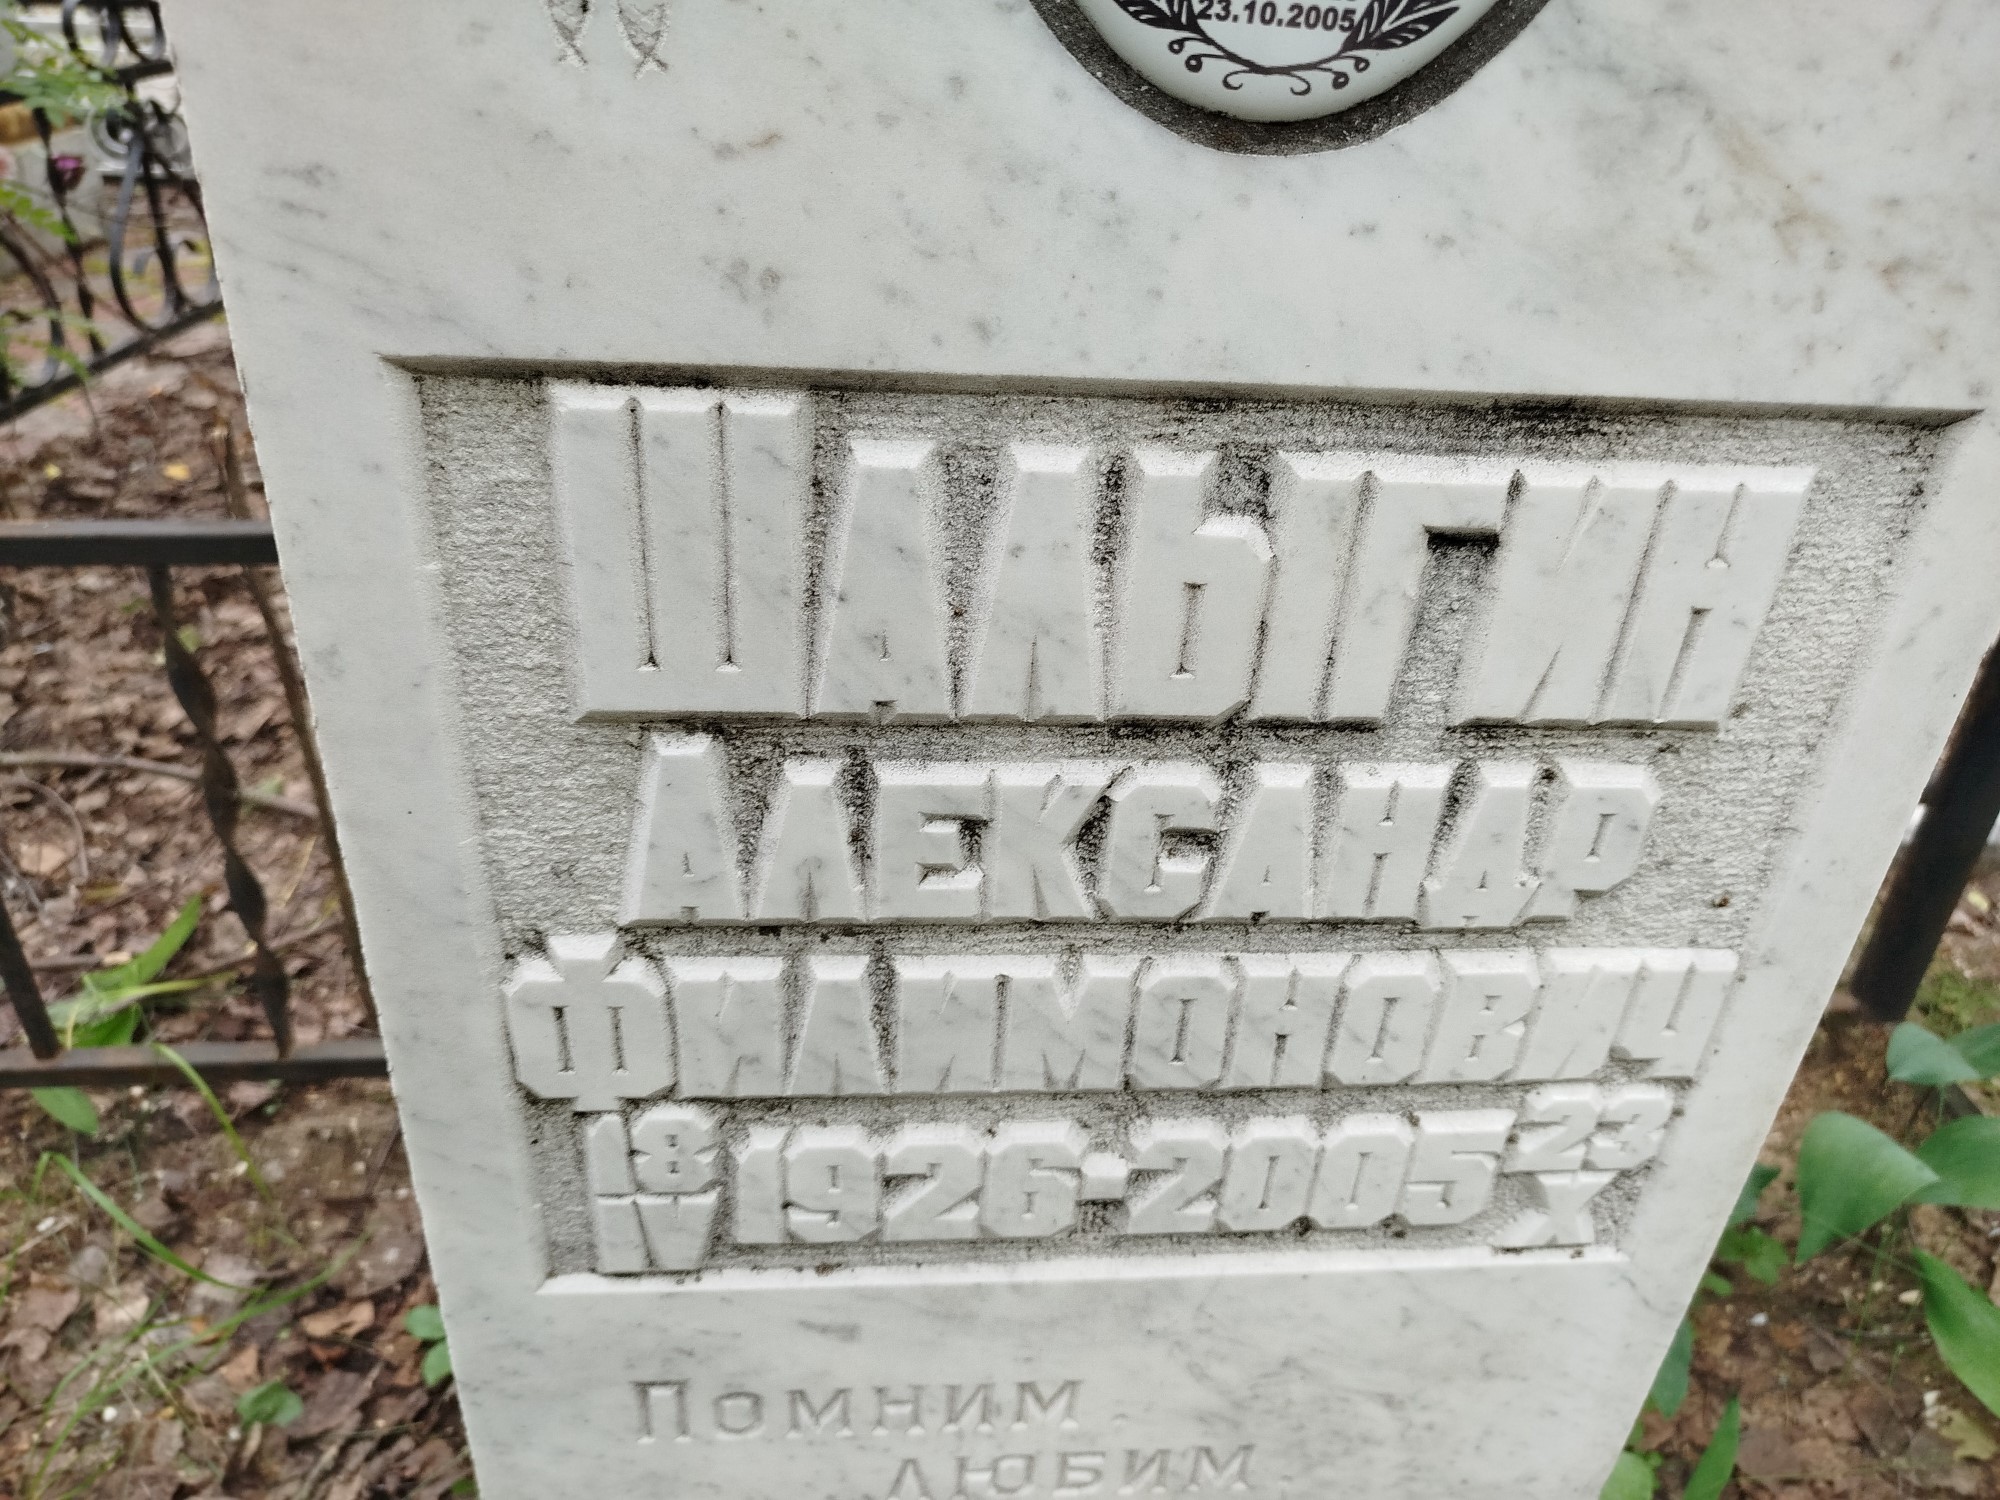 23.10.2005
ШАЛЫГИН
АЛЕКСАНДР
ФИЛИМОНОВИЧ
18 IV 1926-2005 23 X
Помним.
любим.